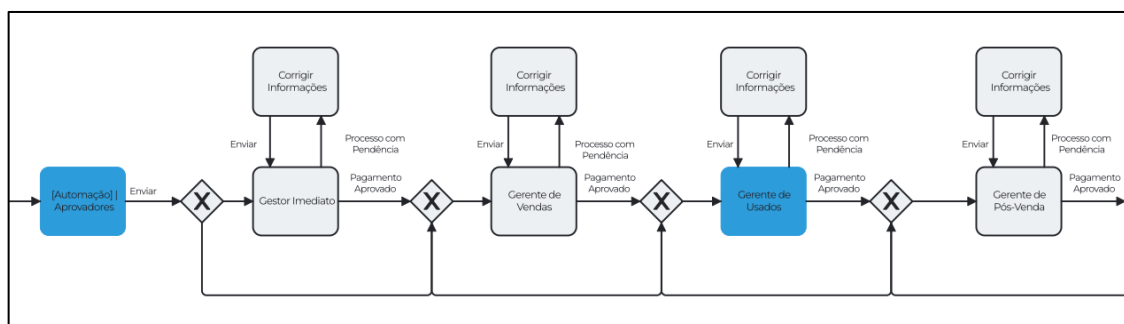 Corrigir
Informações
Corrigir
Informações
Corrigir
Informações
Corrigir
Informações
Enviar
Processo com
Pendência
Enviar
Processo com
Pendência
Enviar
Processo com
Pendência
Enviar
Processo com
Pendência
[Automação] |
Aprovadores
Enviar
X
Gestor Imediato
Pagamento
Aprovado
X
Gerente de
Vendas
Pagamento
Aprovado
X
Gerente de
Usados
Pagamento
Aprovado
X
Gerente de
Pós-Venda
Pagamento
Aprovado